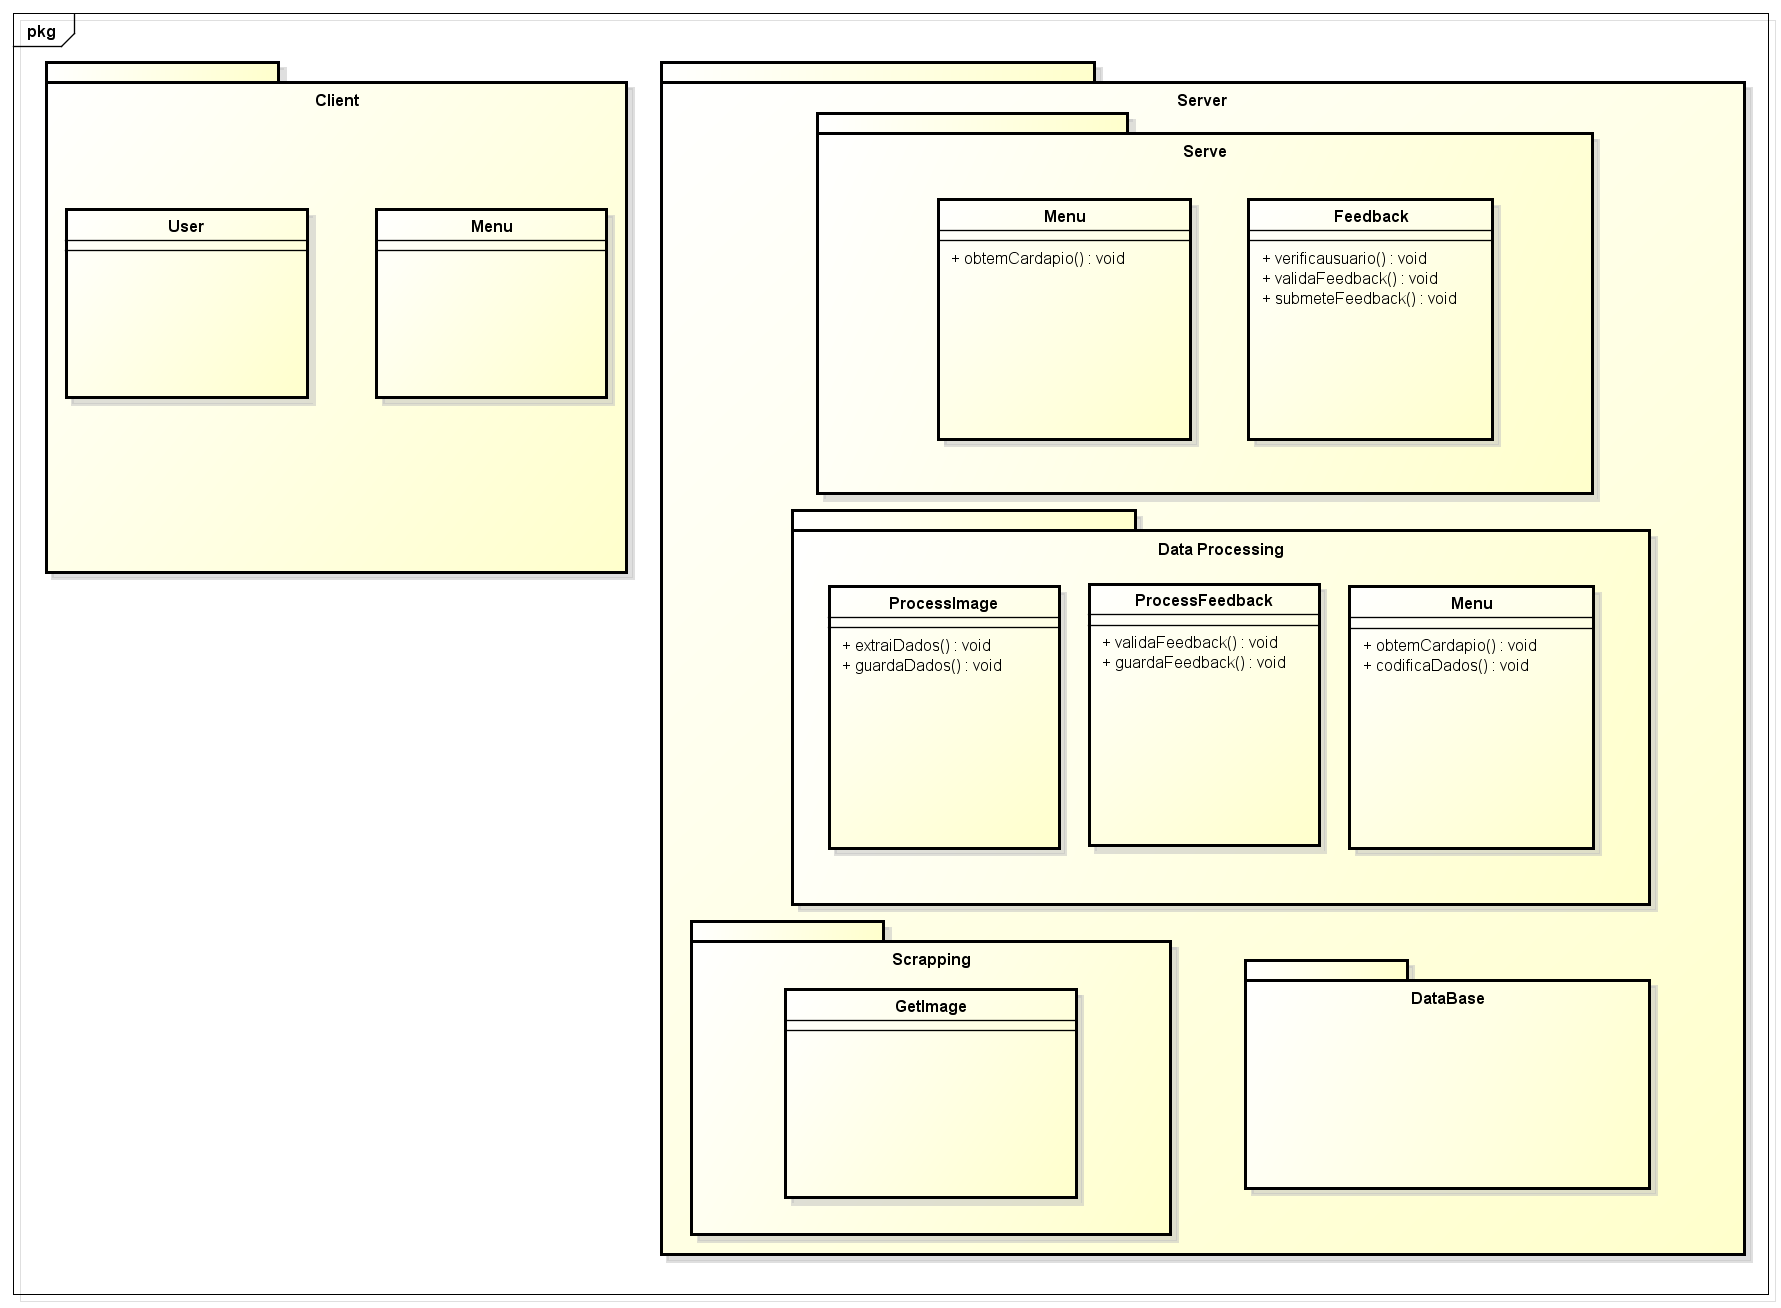 pkg
Client
User
Menu
Server
Serve
Menu
+ obtemCardapio() : void
Feedback
+ verificausuario() : void
+ validaFeedback() : void
+ submeteFeedback() : void
Data Processing
ProcessImage
+ extraiDados() : void
+ guardaDados() : void
ProcessFeedback
+ validaFeedback() : void
+ guardaFeedback() : void
Menu
+ obtemCardapio() : void
+ codificaDados() : void
Scrapping
GetImage
DataBase